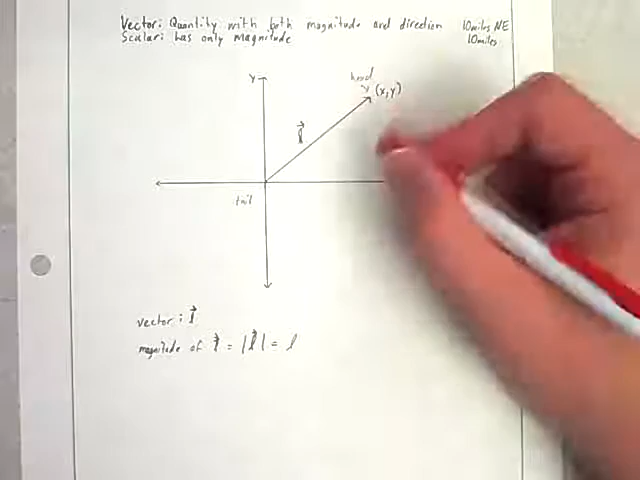 Vector: Quantity with both magnitude and direction 10miles NE
Scalar: has only magnitude 10miles
Y
head
(x,y)
l⃗
tail
vector: l⃗
magnitude of l⃗ = |l⃗| = l